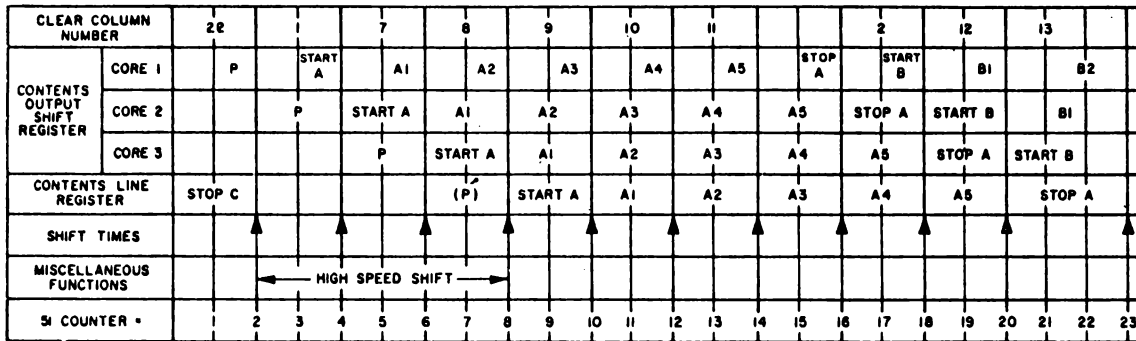 CLEAR COLUMN NUMBER 22 1 7 8 9 10 11 2 12 13
CONTENTS OUTPUT SHIFT REGISTER
CORE 1 P START A A1 A2 A3 A4 A5 STOP A START B B1 B2
CORE 2 P START A A1 A2 A3 A4 A5 STOP A START B B1
CORE 3 P START A A1 A2 A3 A4 A5 STOP A START B
CONTENTS LINE REGISTER STOP C (P) START A A1 A2 A3 A4 A5 STOP A
SHIFT TIMES
MISCELLANEOUS FUNCTIONS HIGH SPEED SHIFT
51 COUNTER = 1 2 3 4 5 6 7 8 9 10 11 12 13 14 15 16 17 18 19 20 21 22 23